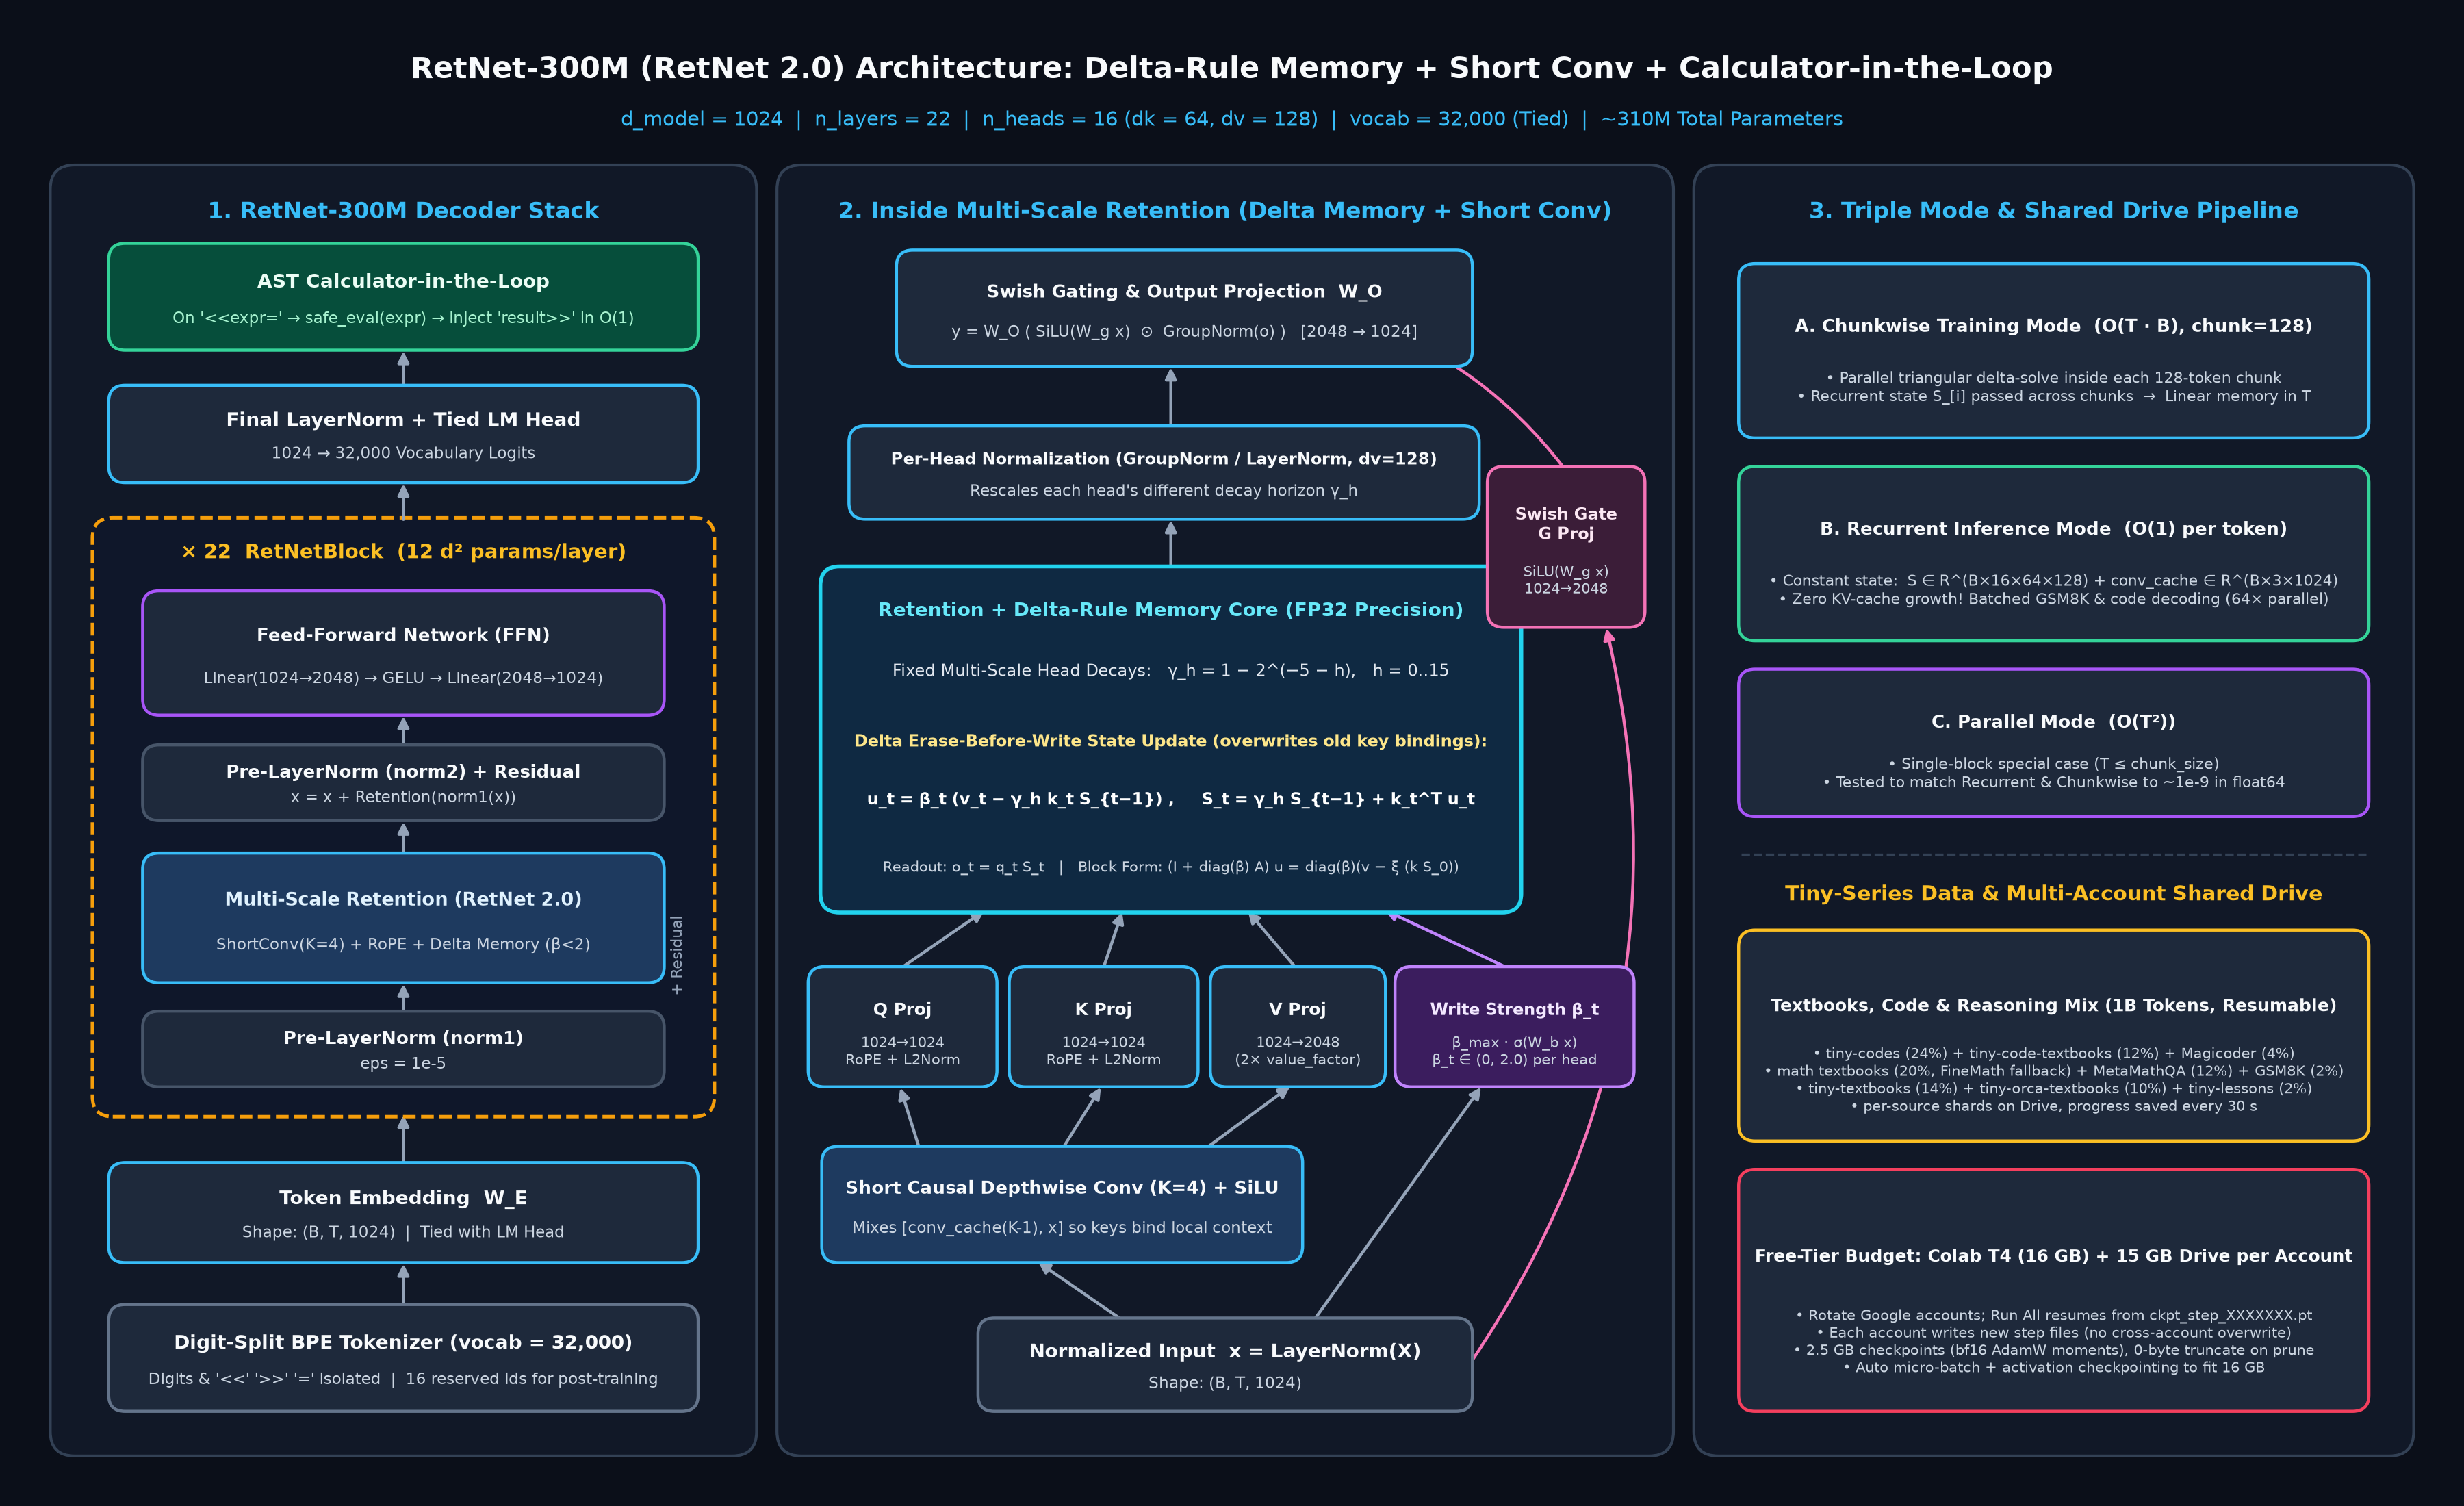 RetNet-300M (RetNet 2.0) Architecture: Delta-Rule Memory + Short Conv + Calculator-in-the-Loop
d_model = 1024 | n_layers = 22 | n_heads = 16 (dk = 64, dv = 128) | vocab = 32,000 (Tied) | ~310M Total Parameters
1. RetNet-300M Decoder Stack
AST Calculator-in-the-Loop
On '<<expr=' → safe_eval(expr) → inject 'result>>' in O(1)
Final LayerNorm + Tied LM Head
1024 → 32,000 Vocabulary Logits
× 22 RetNetBlock (12 d² params/layer)
Feed-Forward Network (FFN)
Linear(1024→2048) → GELU → Linear(2048→1024)
Pre-LayerNorm (norm2) + Residual
x = x + Retention(norm1(x))
Multi-Scale Retention (RetNet 2.0)
ShortConv(K=4) + RoPE + Delta Memory (β<2)
+ Residual
Pre-LayerNorm (norm1)
eps = 1e-5
Token Embedding W_E
Shape: (B, T, 1024) | Tied with LM Head
Digit-Split BPE Tokenizer (vocab = 32,000)
Digits & '<<' '>>' '=' isolated | 16 reserved ids for post-training
2. Inside Multi-Scale Retention (Delta Memory + Short Conv)
Swish Gating & Output Projection W_O
y = W_O ( SiLU(W_g x) ⊙ GroupNorm(o) ) [2048 → 1024]
Per-Head Normalization (GroupNorm / LayerNorm, dv=128)
Rescales each head's different decay horizon γ_h
Swish Gate
G Proj
SiLU(W_g x)
1024→2048
Retention + Delta-Rule Memory Core (FP32 Precision)
Fixed Multi-Scale Head Decays: γ_h = 1 − 2^(−5 − h), h = 0..15
Delta Erase-Before-Write State Update (overwrites old key bindings):
u_t = β_t (v_t − γ_h k_t S_{t−1}) , S_t = γ_h S_{t−1} + k_t^T u_t
Readout: o_t = q_t S_t | Block Form: (I + diag(β) A) u = diag(β)(v − ξ (k S_0))
Q Proj
1024→1024
RoPE + L2Norm
K Proj
1024→1024
RoPE + L2Norm
V Proj
1024→2048
(2× value_factor)
Write Strength β_t
β_max · σ(W_b x)
β_t ∈ (0, 2.0) per head
Short Causal Depthwise Conv (K=4) + SiLU
Mixes [conv_cache(K-1), x] so keys bind local context
Normalized Input x = LayerNorm(X)
Shape: (B, T, 1024)
3. Triple Mode & Shared Drive Pipeline
A. Chunkwise Training Mode (O(T · B), chunk=128)
• Parallel triangular delta-solve inside each 128-token chunk
• Recurrent state S_[i] passed across chunks → Linear memory in T
B. Recurrent Inference Mode (O(1) per token)
• Constant state: S ∈ R^(B×16×64×128) + conv_cache ∈ R^(B×3×1024)
• Zero KV-cache growth! Batched GSM8K & code decoding (64× parallel)
C. Parallel Mode (O(T²))
• Single-block special case (T ≤ chunk_size)
• Tested to match Recurrent & Chunkwise to ~1e-9 in float64
Tiny-Series Data & Multi-Account Shared Drive
Textbooks, Code & Reasoning Mix (1B Tokens, Resumable)
• tiny-codes (24%) + tiny-code-textbooks (12%) + Magicoder (4%)
• math textbooks (20%, FineMath fallback) + MetaMathQA (12%) + GSM8K (2%)
• tiny-textbooks (14%) + tiny-orca-textbooks (10%) + tiny-lessons (2%)
• per-source shards on Drive, progress saved every 30 s
Free-Tier Budget: Colab T4 (16 GB) + 15 GB Drive per Account
• Rotate Google accounts; Run All resumes from ckpt_step_XXXXXXX.pt
• Each account writes new step files (no cross-account overwrite)
• 2.5 GB checkpoints (bf16 AdamW moments), 0-byte truncate on prune
• Auto micro-batch + activation checkpointing to fit 16 GB